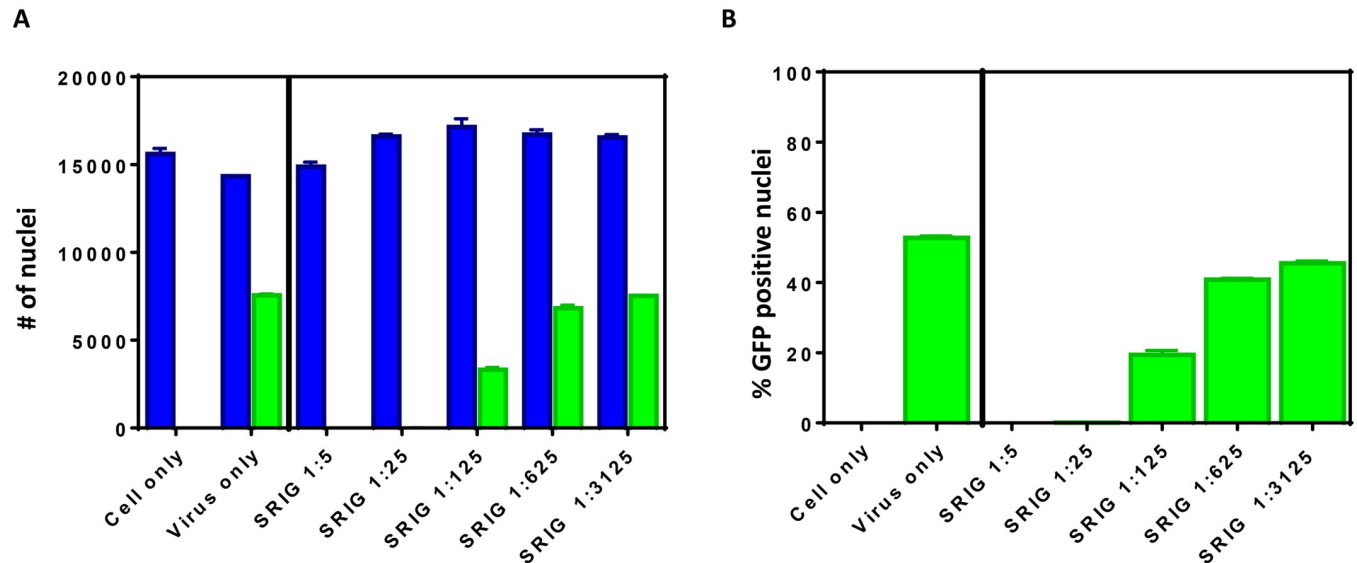 A
# of nuclei
20000
15000
10000
5000
0
Cell only
Virus only
SRIG 1:5
SRIG 1:25
SRIG 1:125
SRIG 1:625
SRIG 1:3125
B
% GFP positive nuclei
100
80
60
40
20
0
Cell only
Virus only
SRIG 1:5
SRIG 1:25
SRIG 1:125
SRIG 1:625
SRIG 1:3125